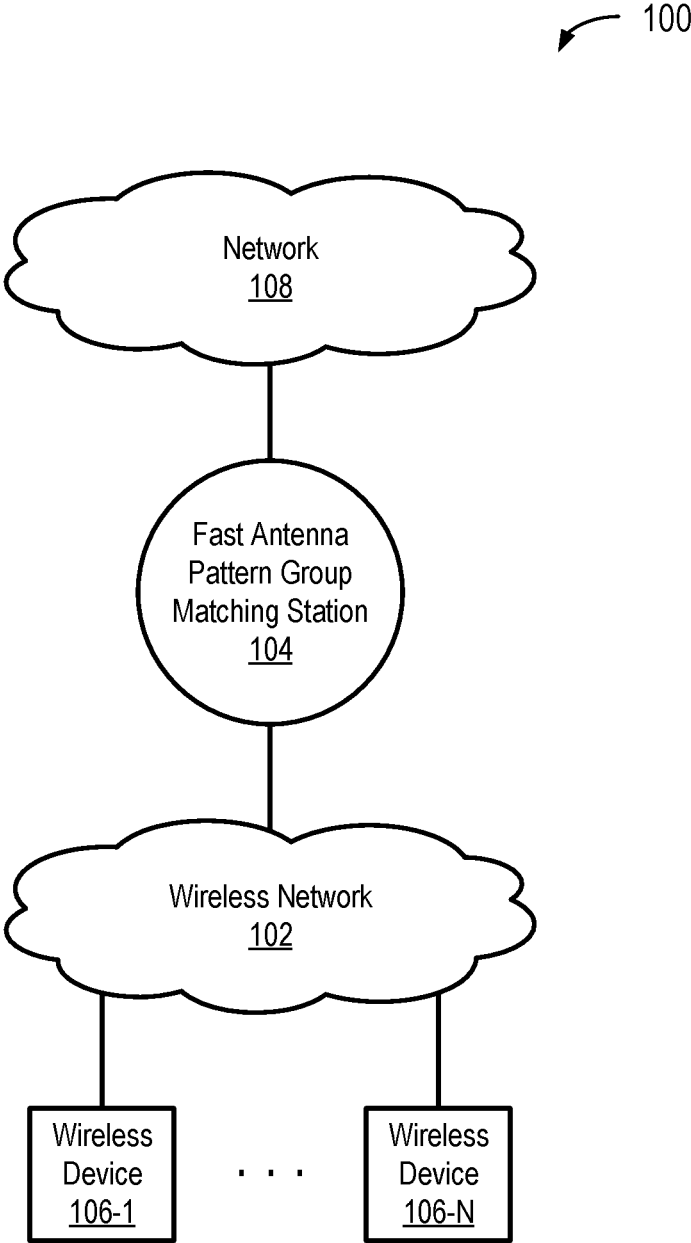 100
Network
108
Fast Antenna
Pattern Group
Matching Station
104
Wireless Network
102
Wireless
Device
106-1
. . .
Wireless
Device
106-N